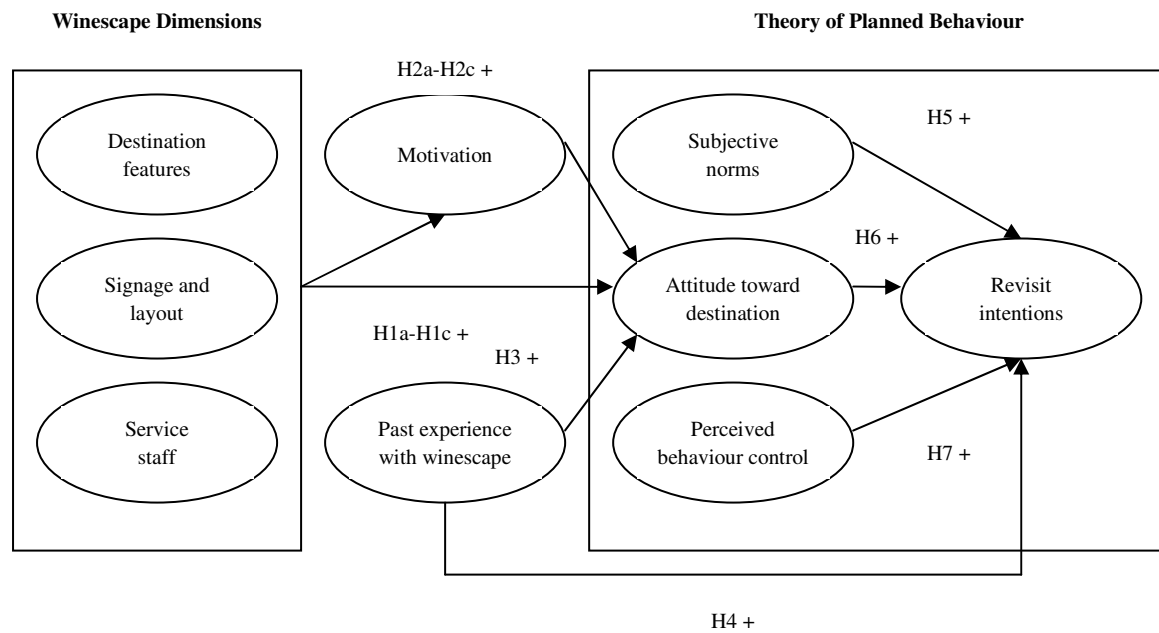 Winescape Dimensions
Theory of Planned Behaviour
H2a-H2c +
Destination
features
Motivation
Subjective
norms
H5 +
H6 +
Signage and
layout
Attitude toward
destination
Revisit
intentions
H1a-H1c +
H3 +
Service
staff
Past experience
with winescape
Perceived
behaviour control
H7 +
H4 +